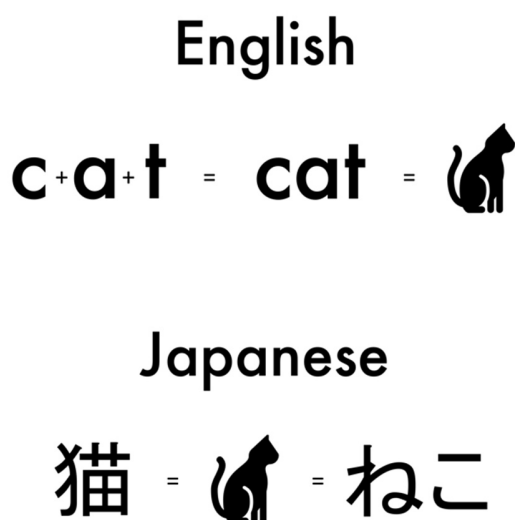 English
c + a + t = cat =
Japanese
猫 = = ねこ